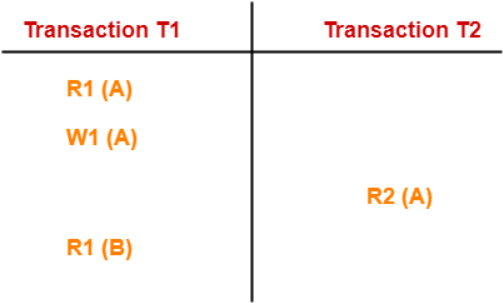 Transaction T1 Transaction T2
R1 (A)
W1 (A)
R2 (A)
R1 (B)